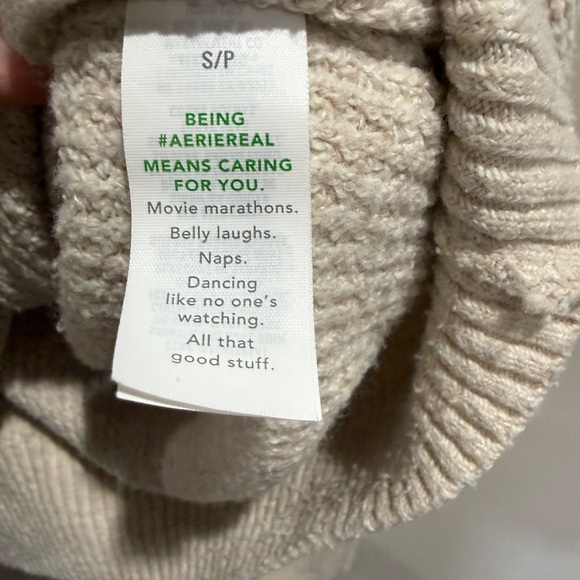 S/P
BEING
#AERIEREAL
MEANS CARING
FOR YOU.
Movie marathons.
Belly laughs.
Naps.
Dancing
like no one's
watching.
All that
good stuff.